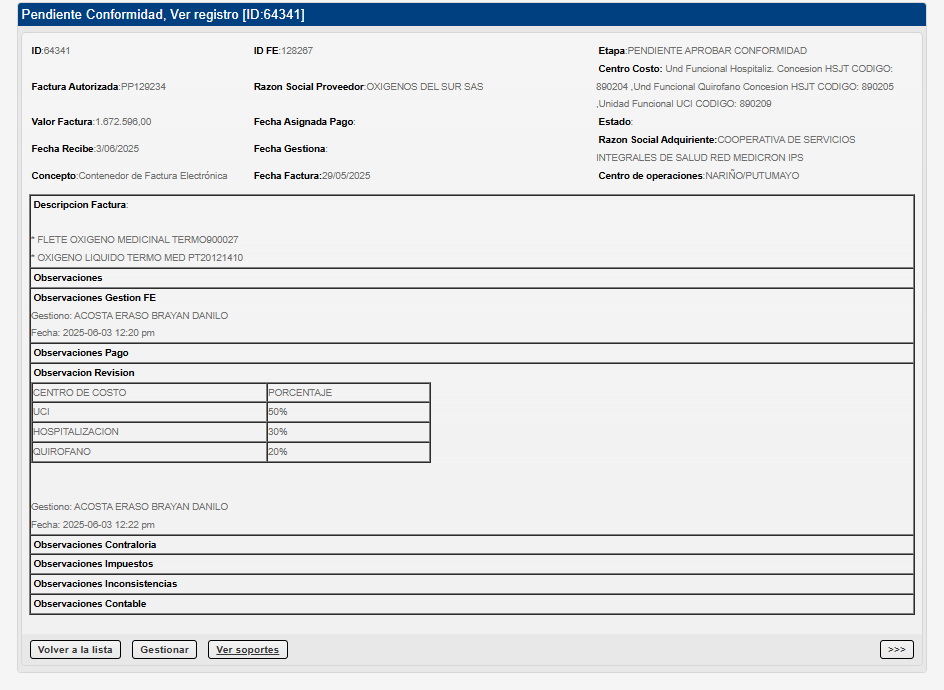 Pendiente Conformidad, Ver registro [ID:64341]
ID:64341
ID FE:128267
Etapa:PENDIENTE APROBAR CONFORMIDAD
Factura Autorizada:PP129234
Razon Social Proveedor:OXIGENOS DEL SUR SAS
Centro Costo: Und Funcional Hospitaliz. Concesion HSJT CODIGO:
890204 ,Und Funcional Quirofano Concesion HSJT CODIGO: 890205
,Unidad Funcional UCI CODIGO: 890209
Valor Factura:1.672.596,00
Fecha Asignada Pago:
Estado:
Fecha Recibe:3/06/2025
Fecha Gestiona:
Razon Social Adquiriente:COOPERATIVA DE SERVICIOS
INTEGRALES DE SALUD RED MEDICRON IPS
Concepto:Contenedor de Factura Electrónica
Fecha Factura:29/05/2025
Centro de operaciones:NARIÑO/PUTUMAYO
Descripcion Factura:
* FLETE OXIGENO MEDICINAL TERMO900027
* OXIGENO LIQUIDO TERMO MED PT20121410
Observaciones
Observaciones Gestion FE
Gestiono: ACOSTA ERASO BRAYAN DANILO
Fecha: 2025-06-03 12:20 pm
Observaciones Pago
Observacion Revision
CENTRO DE COSTO PORCENTAJE
UCI 50%
HOSPITALIZACION 30%
QUIROFANO 20%
Gestiono: ACOSTA ERASO BRAYAN DANILO
Fecha: 2025-06-03 12:22 pm
Observaciones Contraloria
Observaciones Impuestos
Observaciones Inconsistencias
Observaciones Contable
Volver a la lista Gestionar Ver soportes >>>